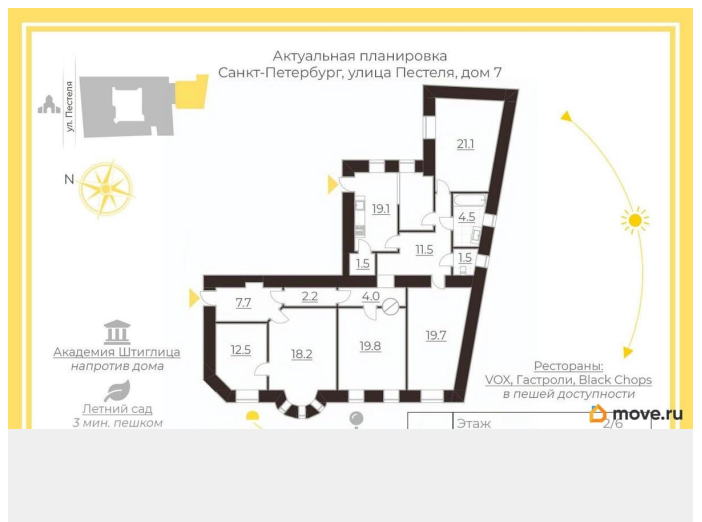 Актуальная планировка
Санкт-Петербург, улица Пестеля, дом 7
ул. Пестеля
N
21.1
19.1
4.5
11.5
1.5
1.5
7.7
2.2
4.0
12.5
18.2
19.8
19.7
Академия Штиглица
напротив дома
Летний сад
3 мин. пешком
Рестораны:
VOX, Гастроли, Black Chops
в пешей доступности
move.ru
Этаж 2/6